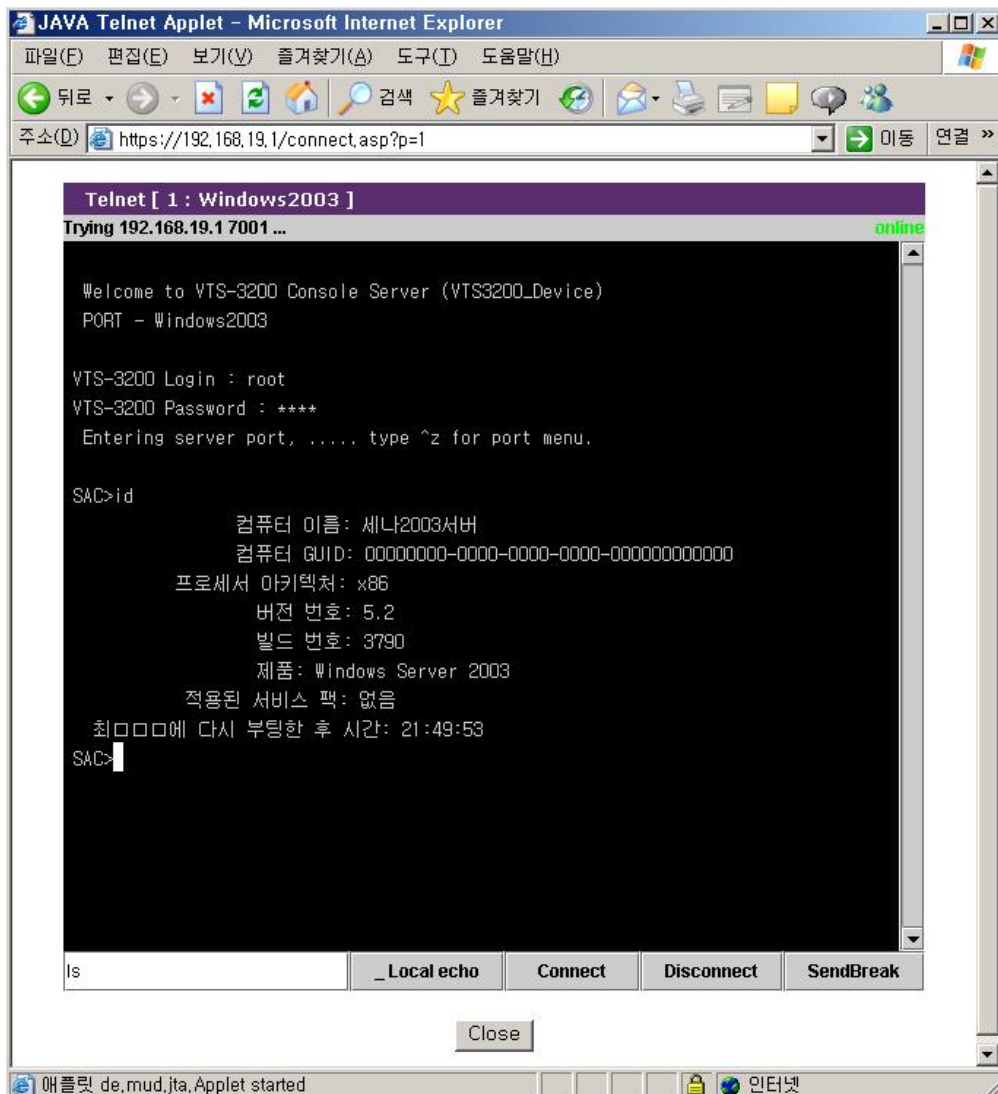 JAVA Telnet Applet - Microsoft Internet Explorer
파일(F) 편집(E) 보기(V) 즐겨찾기(A) 도구(T) 도움말(H)
뒤로 검색 즐겨찾기
주소(D) https://192.168.19.1/connect.asp?p=1 이동 연결 »
Telnet [ 1 : Windows2003 ]
Trying 192.168.19.1 7001 ... online
Welcome to VTS-3200 Console Server (VTS3200_Device)
PORT - Windows2003
VTS-3200 Login : root
VTS-3200 Password : ****
Entering server port, ..... type ^z for port menu.
SAC>id
컴퓨터 이름: 세나2003서버
컴퓨터 GUID: 00000000-0000-0000-0000-000000000000
프로세서 아키텍처: x86
버전 번호: 5.2
빌드 번호: 3790
제품: Windows Server 2003
적용된 서비스 팩: 없음
최□□□에 다시 부팅한 후 시간: 21:49:53
SAC>
ls _Local echo Connect Disconnect SendBreak
Close
애플릿 de.mud.jta.Applet started 인터넷